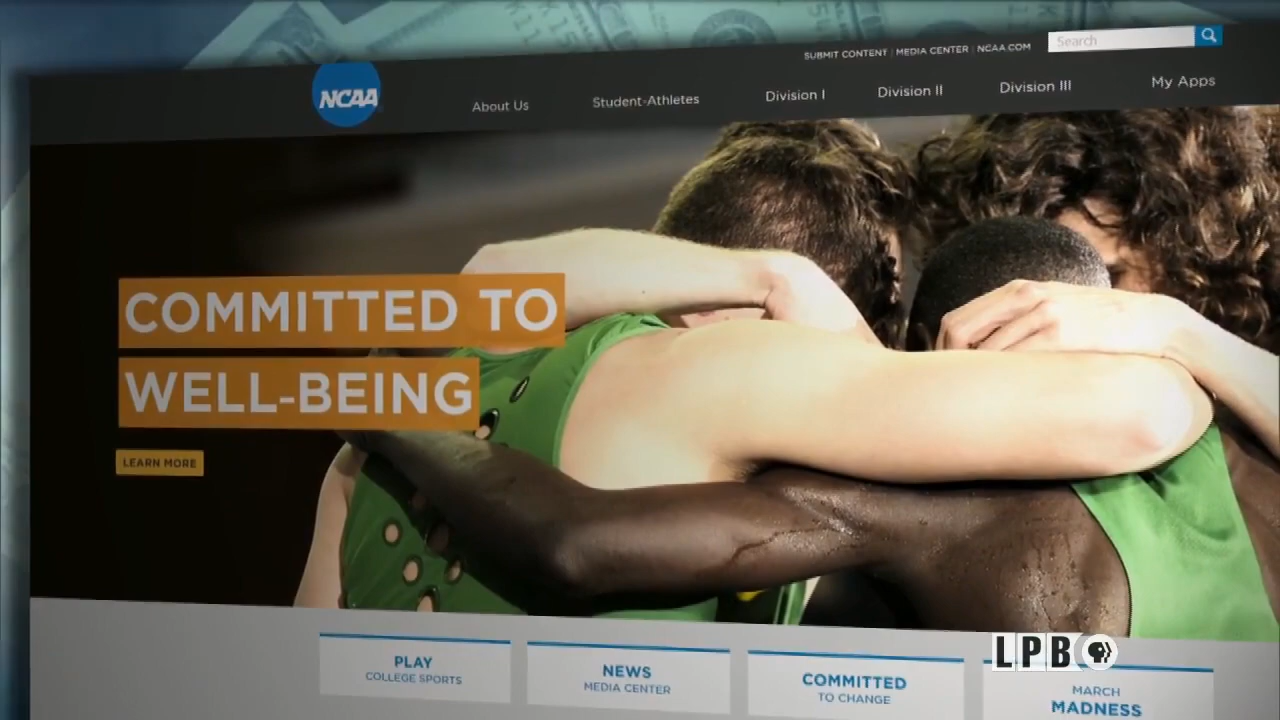 SUBMIT CONTENT | MEDIA CENTER | NCAA.COM
Search
NCAA
About Us
Student-Athletes
Division I
Division II
Division III
My Apps
COMMITTED TO
WELL-BEING
LEARN MORE
PLAY
COLLEGE SPORTS
NEWS
MEDIA CENTER
COMMITTED
TO CHANGE
MARCH
MADNESS
LPB